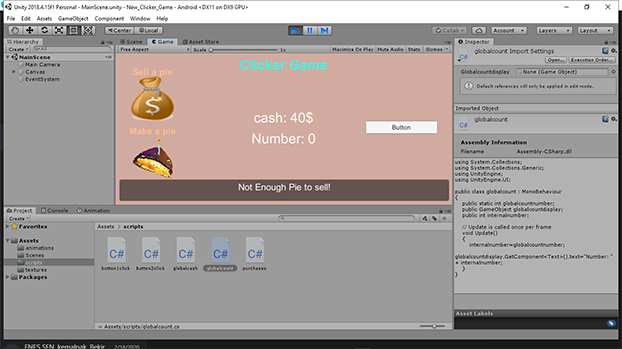 Unity 2018.4.15f1 Personal - MainScene.unity - New_Clicker_Game - Android <DX11 on DX9 GPU>
File Edit Assets GameObject Component Window Help
Center Local Collab Account Layers Layout
Hierarchy Scene Game Asset Store Inspector
Create Free Aspect Scale 1x Maximize On Play Mute Audio Stats Gizmos globalcount Import Settings
MainScene
Main Camera
Canvas
EventSystem
Clicker Game
Sell a pie
Make a pie
cash: 40$
Number: 0
Button
Not Enough Pie to sell!
Open... Execution Order...
Globalcountdisplay None (Game Object)
Default references will only be applied in edit mode.
Imported Object
globalcount
Assembly Information
Filename Assembly-CSharp.dll
using System.Collections;
using System.Collections.Generic;
using UnityEngine;
using UnityEngine.UI;
public class globalcount : MonoBehaviour
{
public static int globalcountnumber;
public GameObject globalcountdisplay;
public int internalnumber;
// Update is called once per frame
void Update()
{
internalnumber=globalcountnumber;
globalcountdisplay.GetComponent<Text>().text="Number: "
+ internalnumber;
}
}
Asset Labels
Project Console Animation
Create
Favorites
Assets
animations
Scenes
scripts
textures
Packages
Assets > scripts
C# C# C# C# C#
button1click button2click globalcash globalcount purchases
Assets/scripts/globalcount.cs
ENES SEN, kemalpak, Bekir 2/18/2020